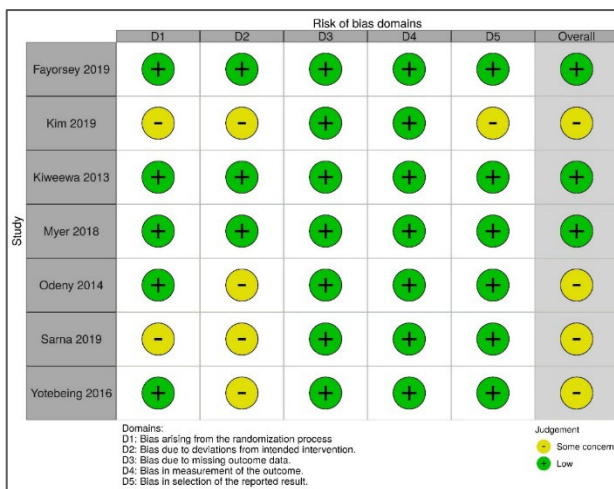 Risk of bias domains
D1 D2 D3 D4 D5 Overall
Study
Fayorsey 2019 + + + + + +
Kim 2019 - - + + - -
Kiweewa 2013 + + + + + +
Myer 2018 + + + + + +
Odeny 2014 + - + + + -
Sarna 2019 - - + + + -
Yotebeing 2016 + - + + + -
Domains:
D1: Bias arising from the randomization process
D2: Bias due to deviations from intended intervention.
D3: Bias due to missing outcome data.
D4: Bias in measurement of the outcome.
D5: Bias in selection of the reported result.
Judgement
- Some concern
+ Low